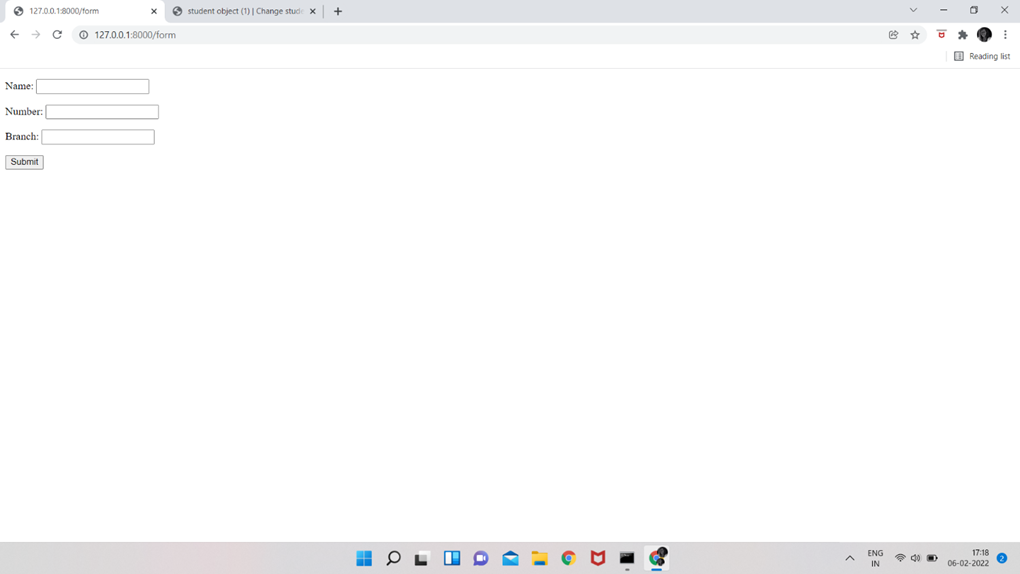 127.0.0.1:8000/form
student object (1) | Change stude
127.0.0.1:8000/form
Reading list
Name:
Number:
Branch:
Submit
ENG
IN
17:18
06-02-2022
2